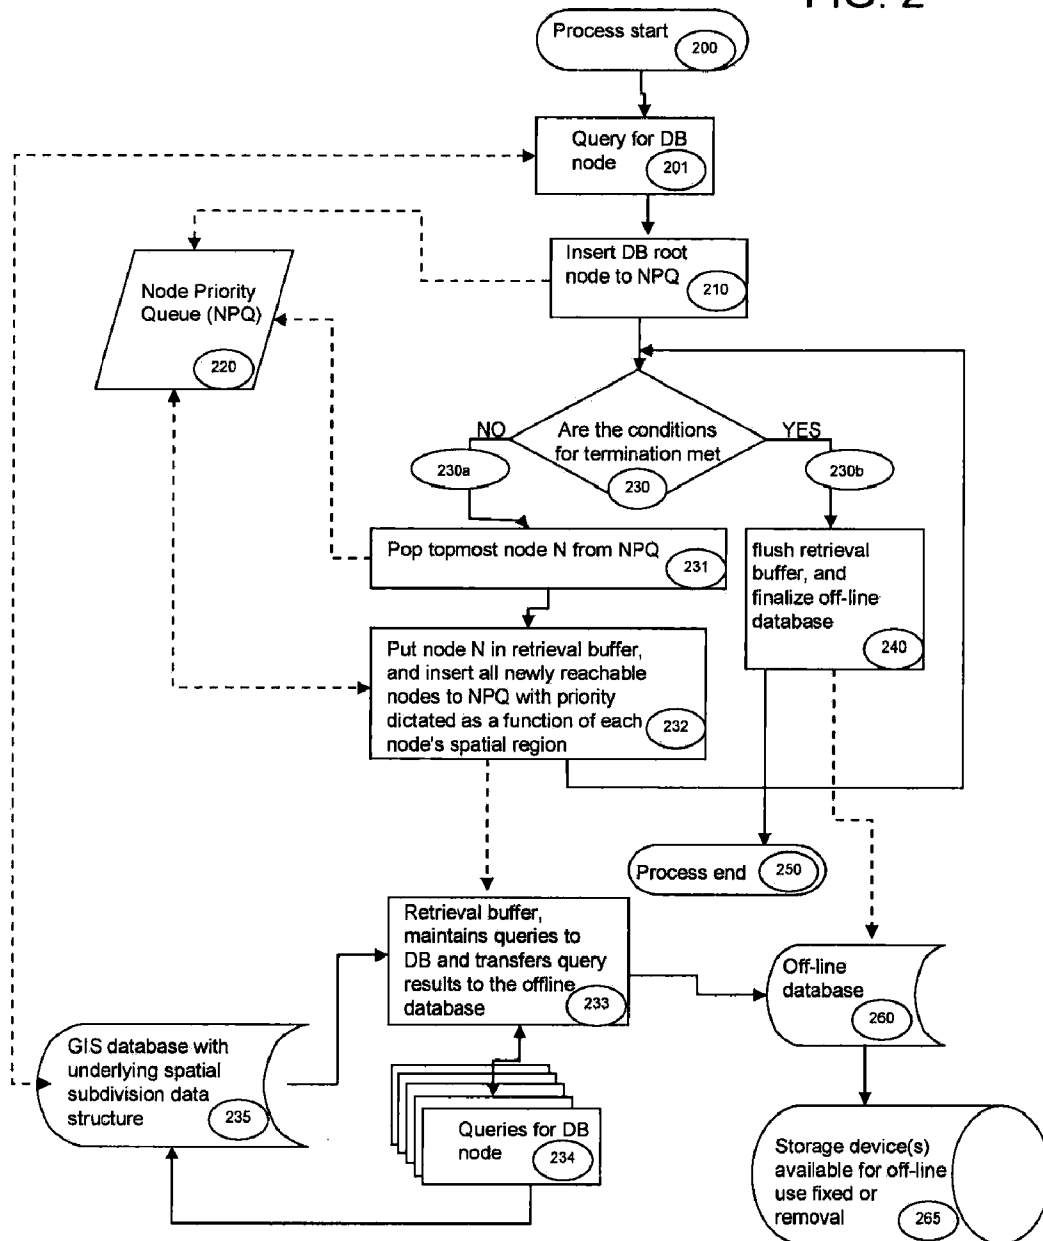 FIG. 2
Process start
200
Query for DB
node
201
Insert DB root
node to NPQ
210
Node Priority
Queue (NPQ)
220
NO
YES
Are the conditions
for termination met
230
230a
230b
Pop topmost node N from NPQ
231
flush retrieval
buffer, and
finalize off-line
database
240
Put node N in retrieval buffer,
and insert all newly reachable
nodes to NPQ with priority
dictated as a function of each
node's spatial region
232
Process end
250
Retrieval buffer,
maintains queries to
DB and transfers query
results to the offline
database
233
Off-line
database
260
GIS database with
underlying spatial
subdivision data
structure
235
Queries for DB
node
234
Storage device(s)
available for off-line
use fixed or
removal
265